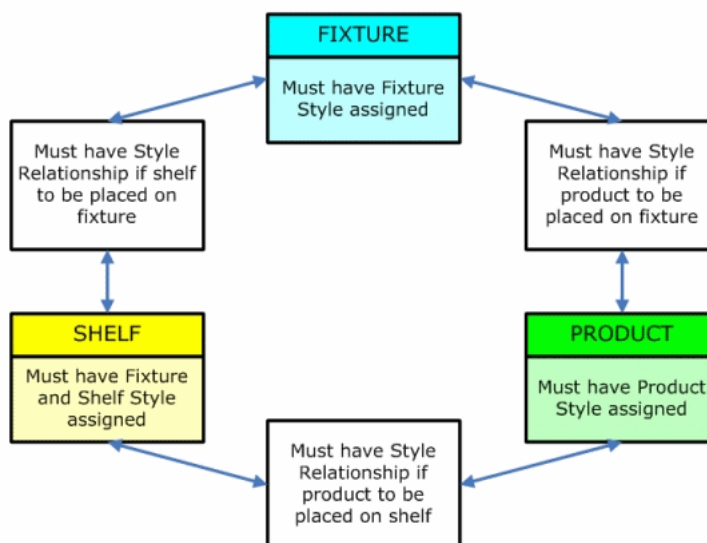 FIXTURE
Must have Fixture
Style assigned
Must have Style
Relationship if shelf
to be placed on
fixture
Must have Style
Relationship if
product to be
placed on fixture
SHELF
Must have Fixture
and Shelf Style
assigned
PRODUCT
Must have Product
Style assigned
Must have Style
Relationship if
product to be
placed on shelf